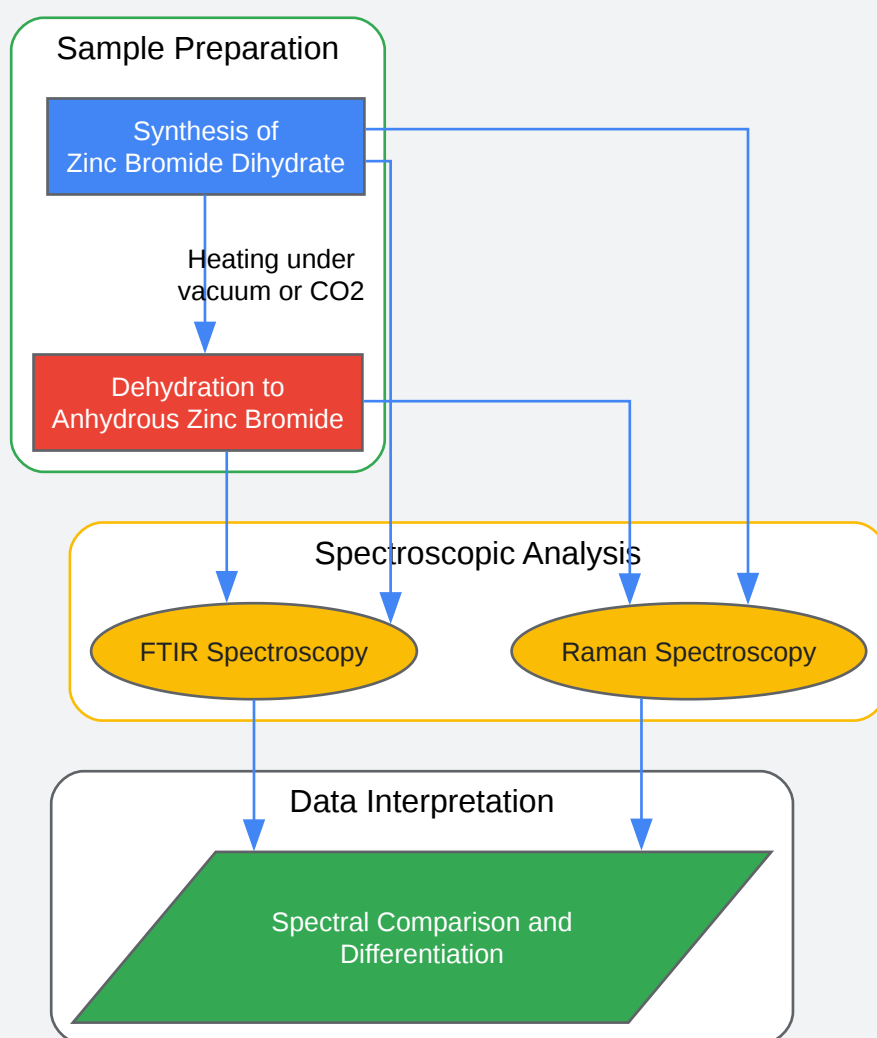 Sample Preparation
Synthesis of
Zinc Bromide Dihydrate
Heating under
vacuum or CO2
Dehydration to
Anhydrous Zinc Bromide
Spectroscopic Analysis
FTIR Spectroscopy
Raman Spectroscopy
Data Interpretation
Spectral Comparison and
Differentiation